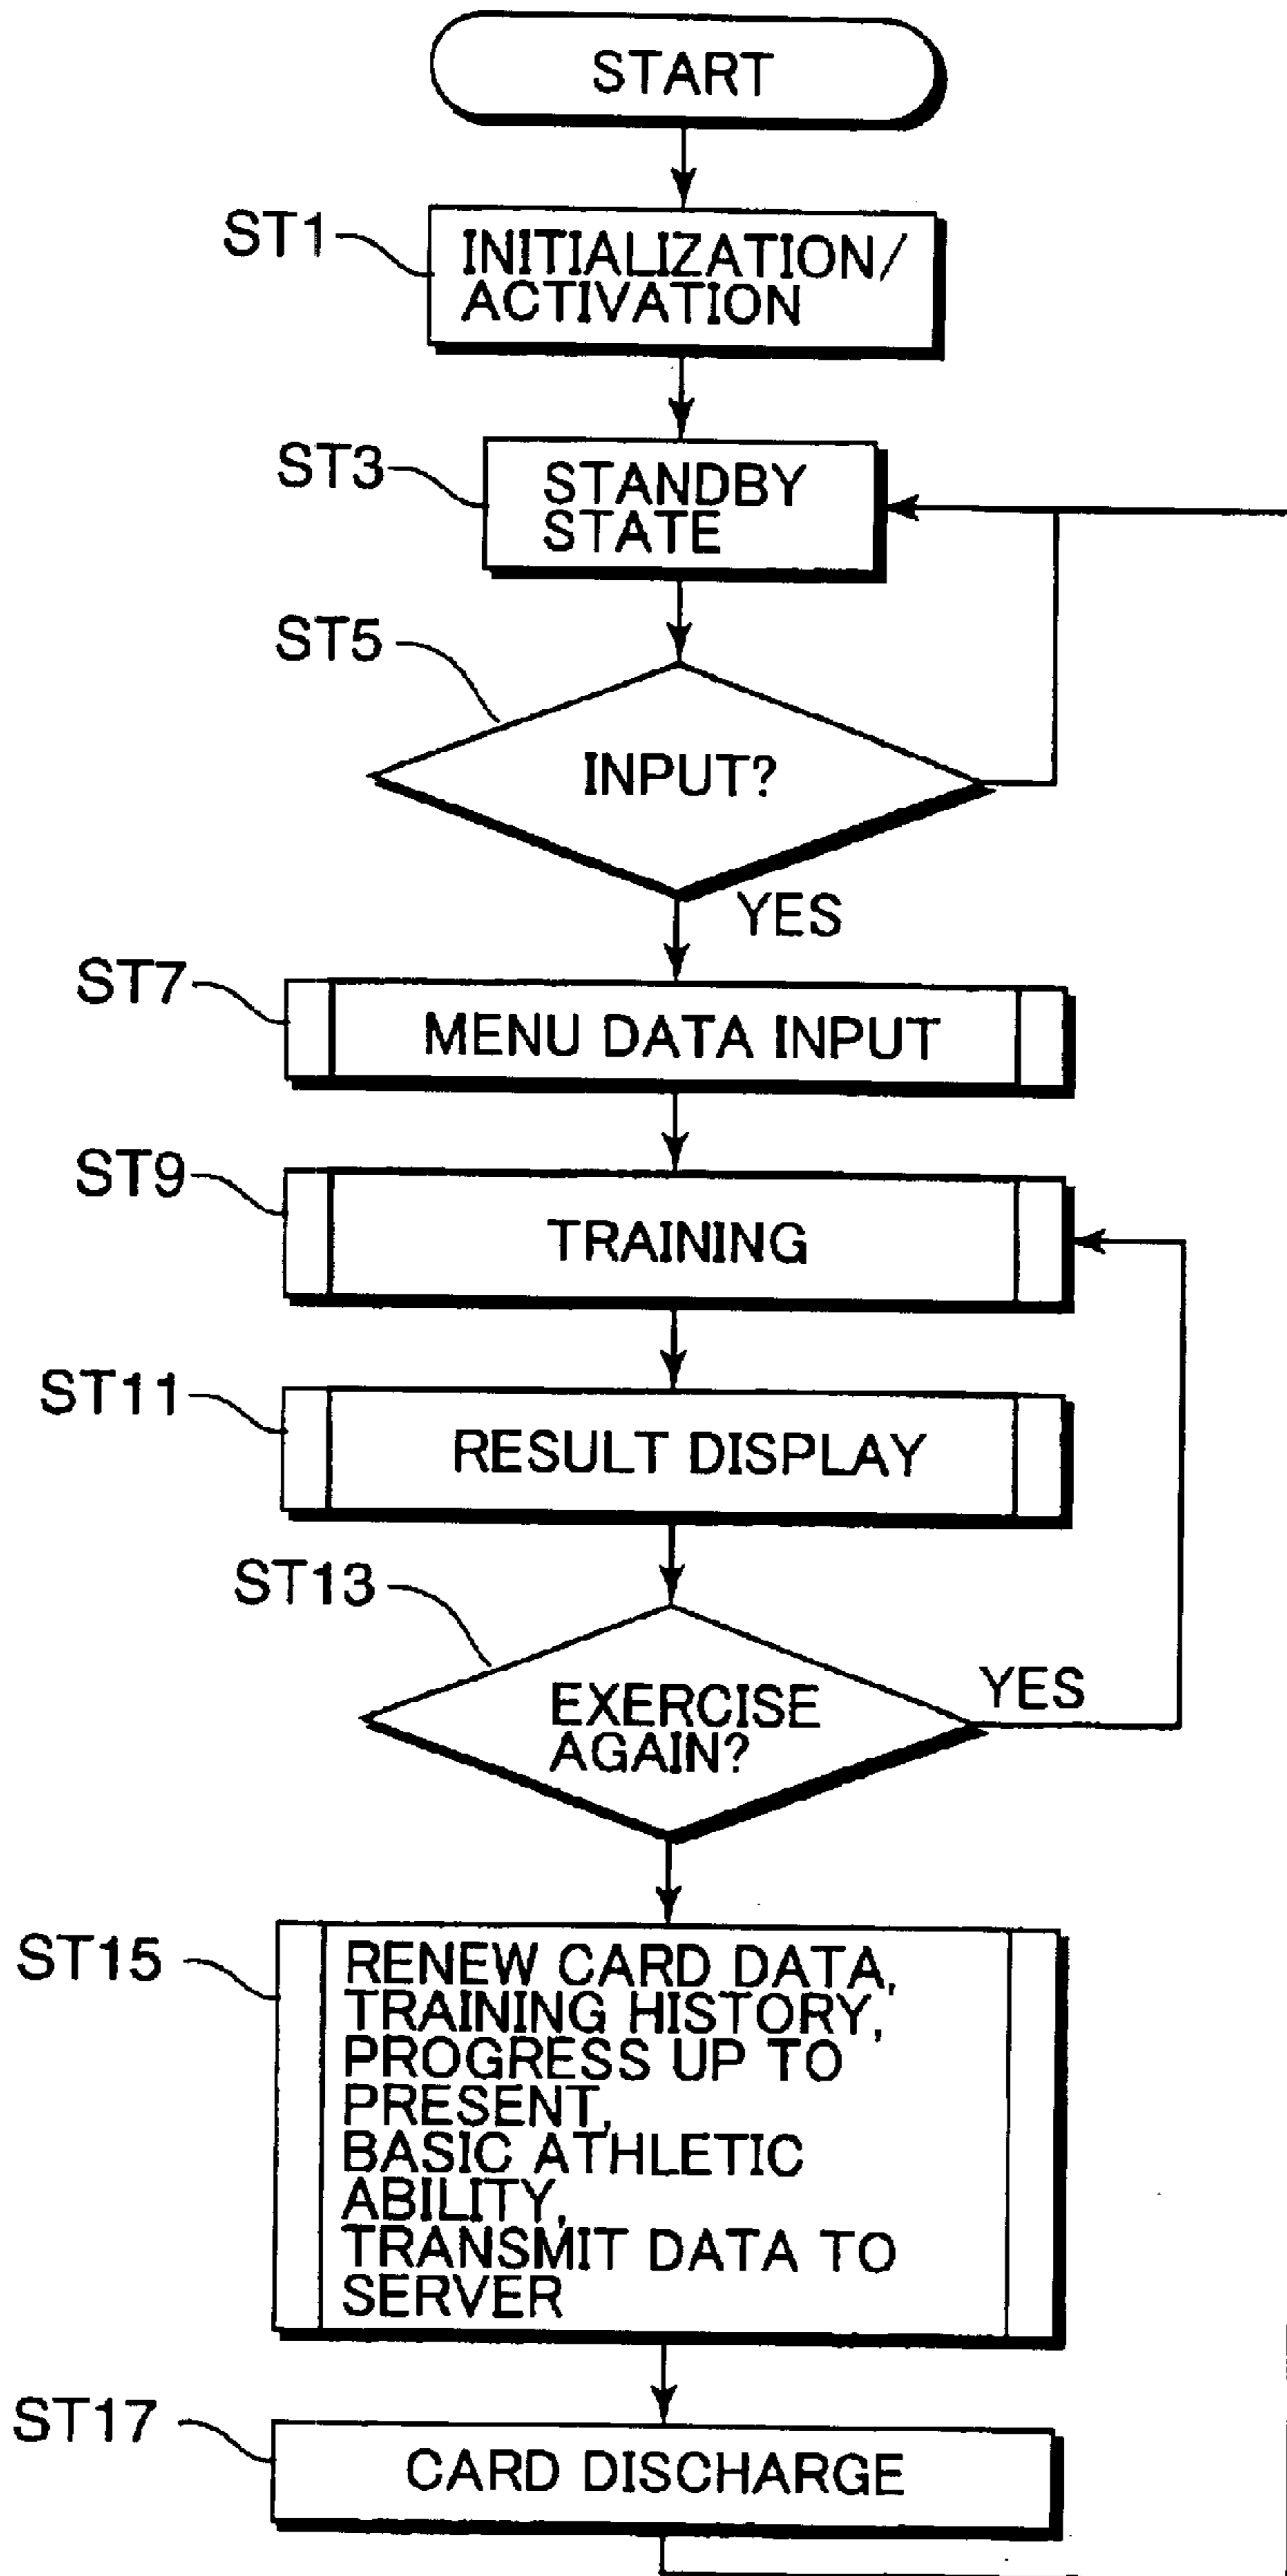 START
ST1
INITIALIZATION/
ACTIVATION
ST3
STANDBY
STATE
ST5
INPUT?
YES
ST7
MENU DATA INPUT
ST9
TRAINING
ST11
RESULT DISPLAY
ST13
EXERCISE
AGAIN?
YES
ST15
RENEW CARD DATA,
TRAINING HISTORY,
PROGRESS UP TO
PRESENT,
BASIC ATHLETIC
ABILITY,
TRANSMIT DATA TO
SERVER
ST17
CARD DISCHARGE